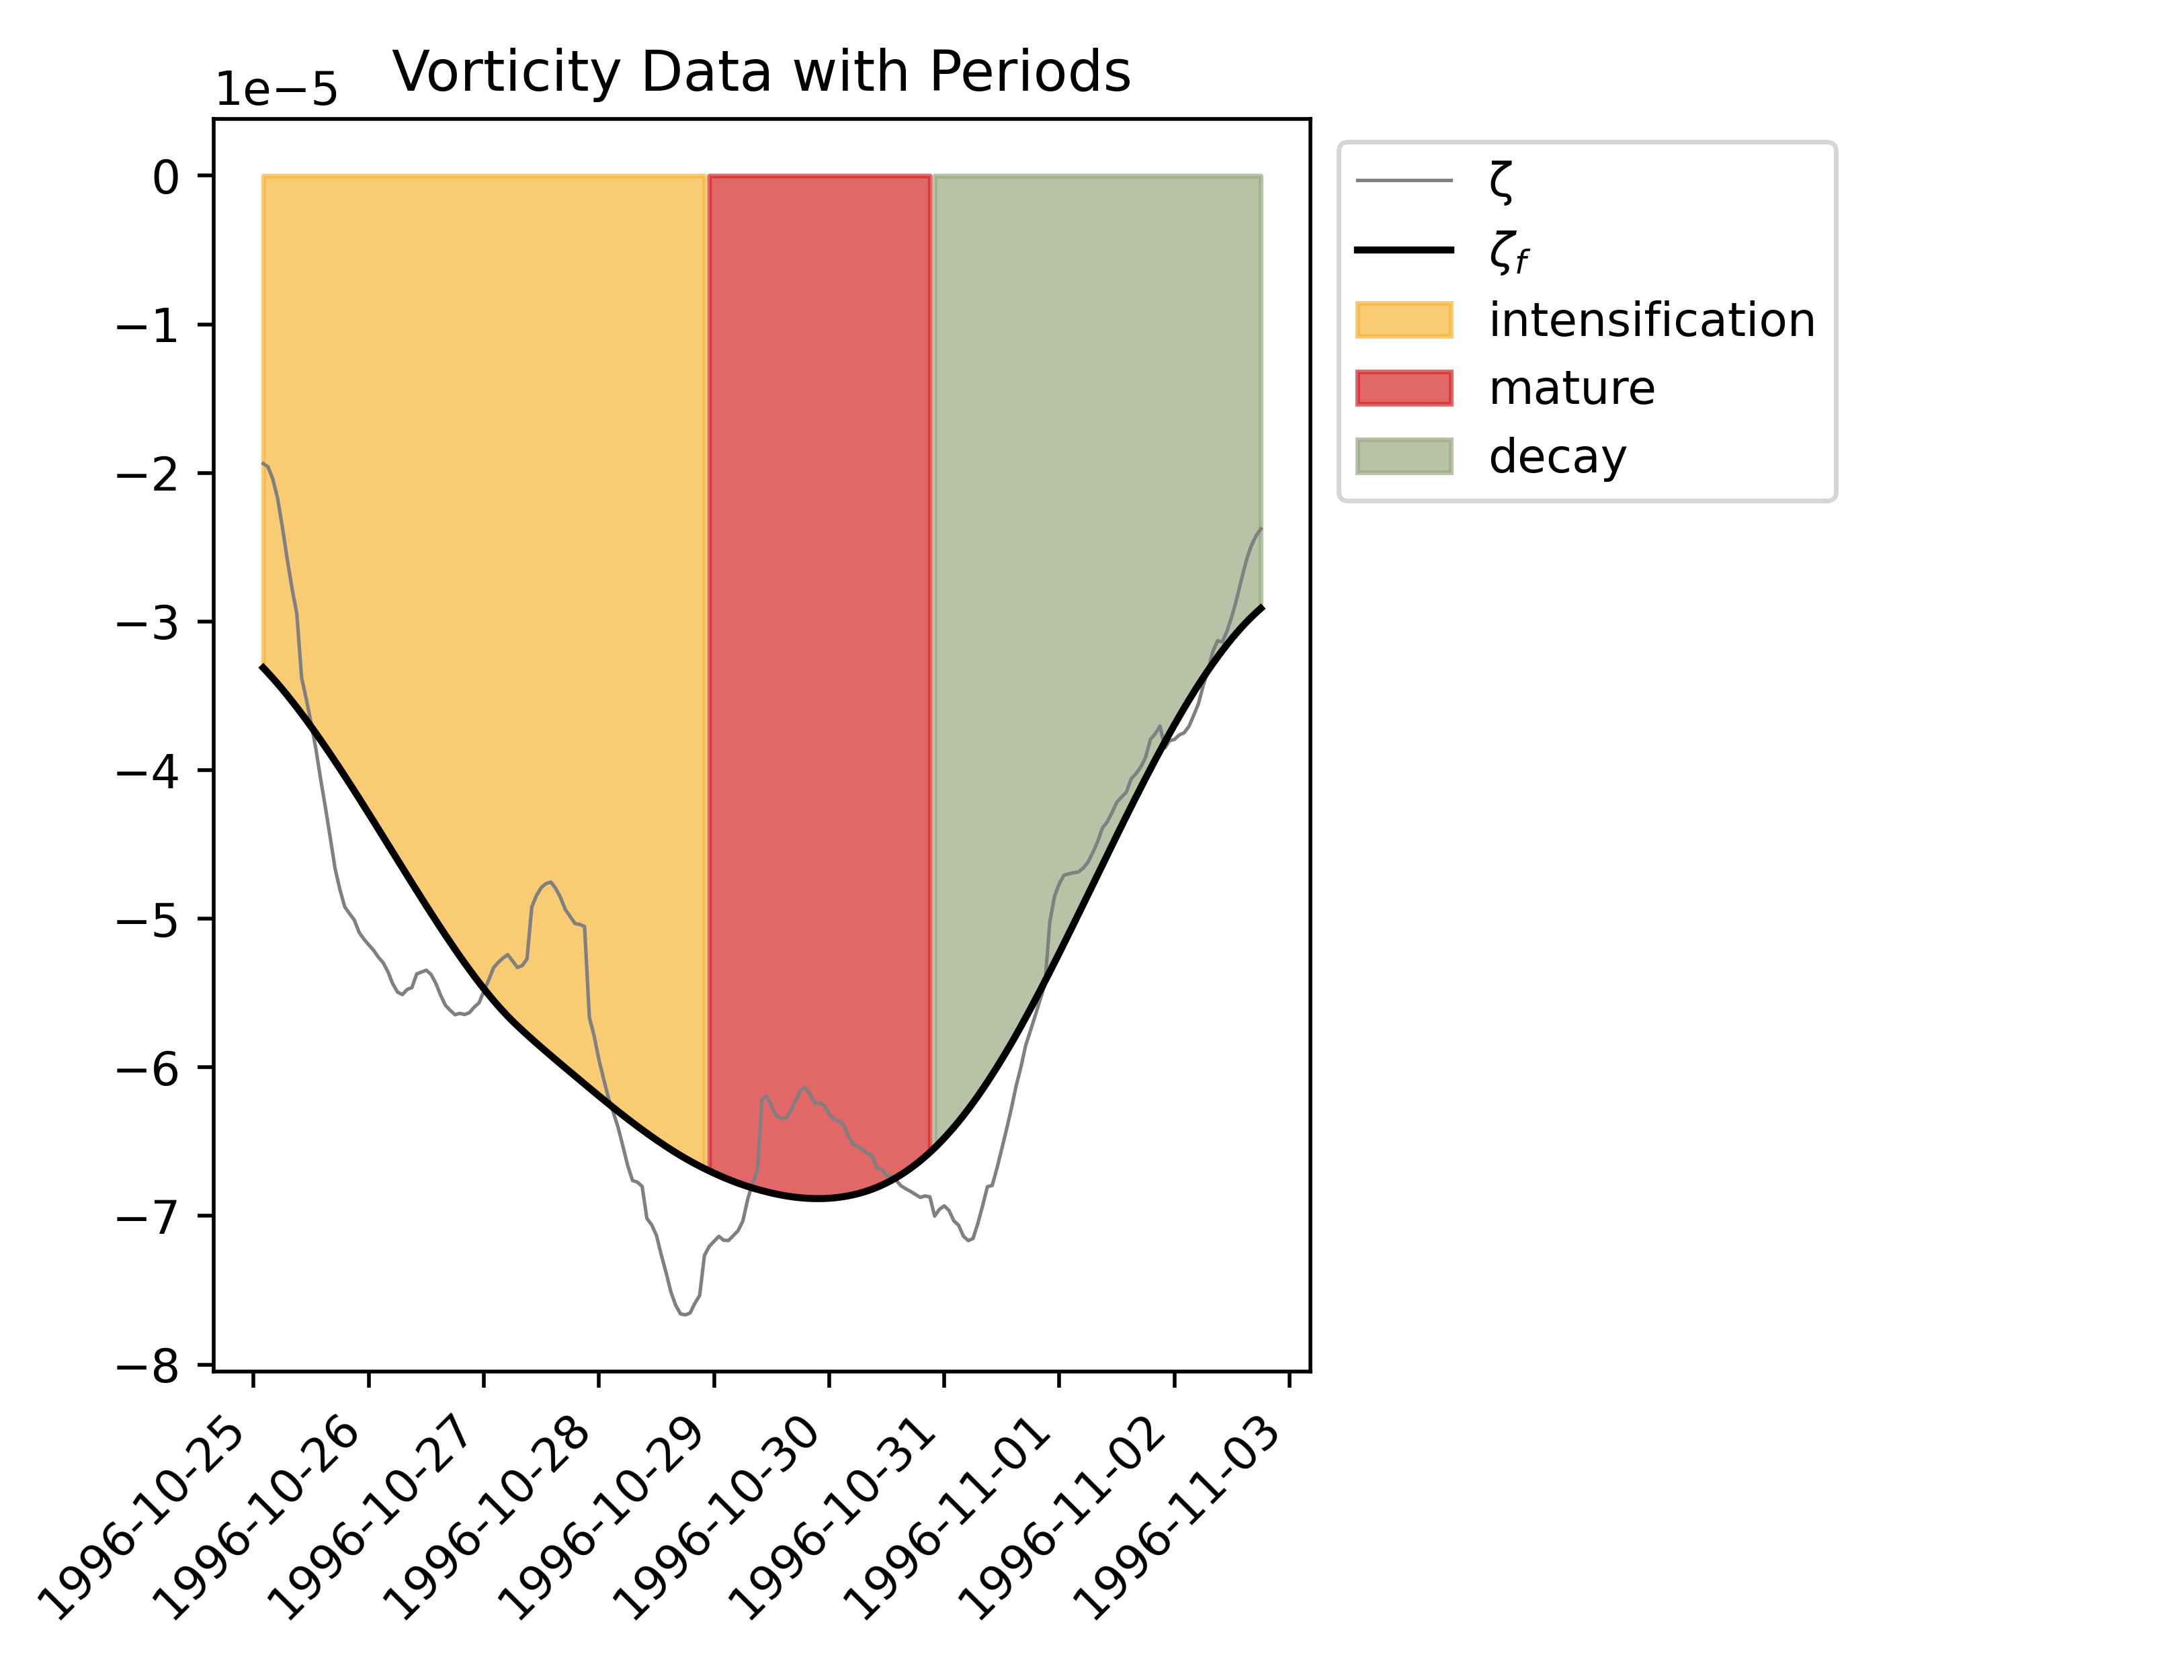 Vorticity Data with Periods
1e−5
0
−1
−2
−3
−4
−5
−6
−7
−8
1996-10-25
1996-10-26
1996-10-27
1996-10-28
1996-10-29
1996-10-30
1996-10-31
1996-11-01
1996-11-02
1996-11-03
ζ
ζf
intensification
mature
decay